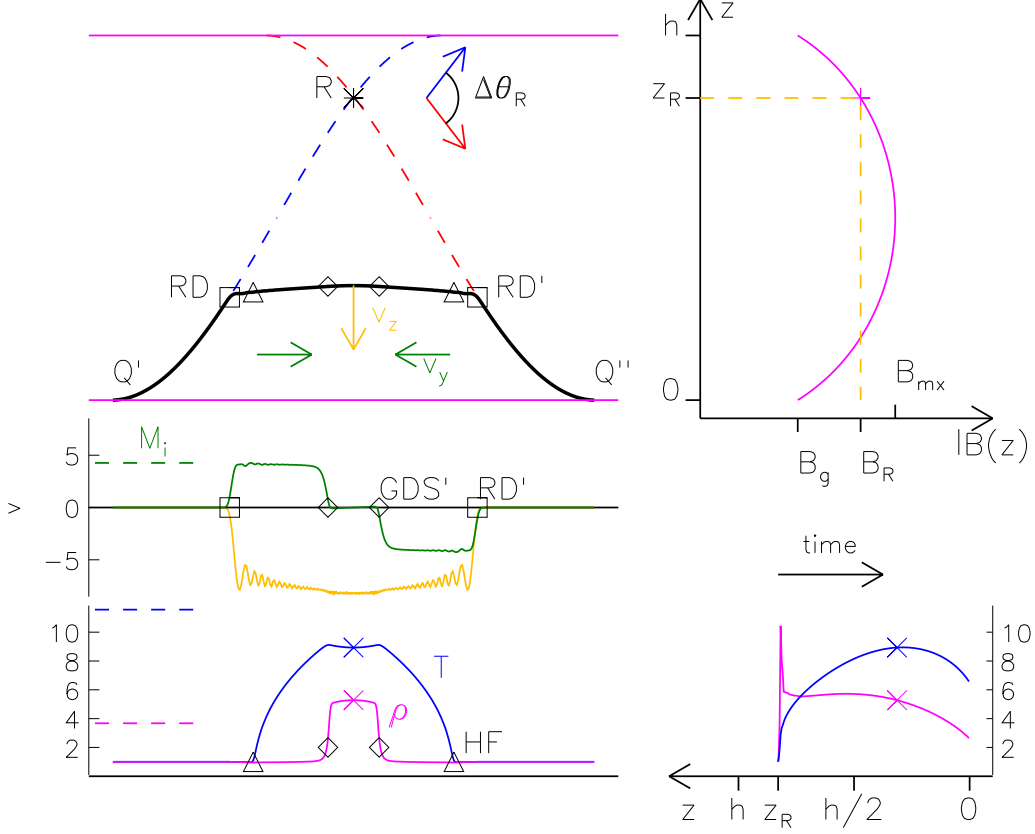 h
z
R
Δθ_R
z_R
RD
RD'
v_z
v_y
Q'
Q''
0
B_mx
|B(z)
B_g
B_R
M_i
5
0
-5
v
GDS'
RD'
time
10
8
6
4
2
T
ρ
HF
10
8
6
4
2
z
h
z_R
h/2
0